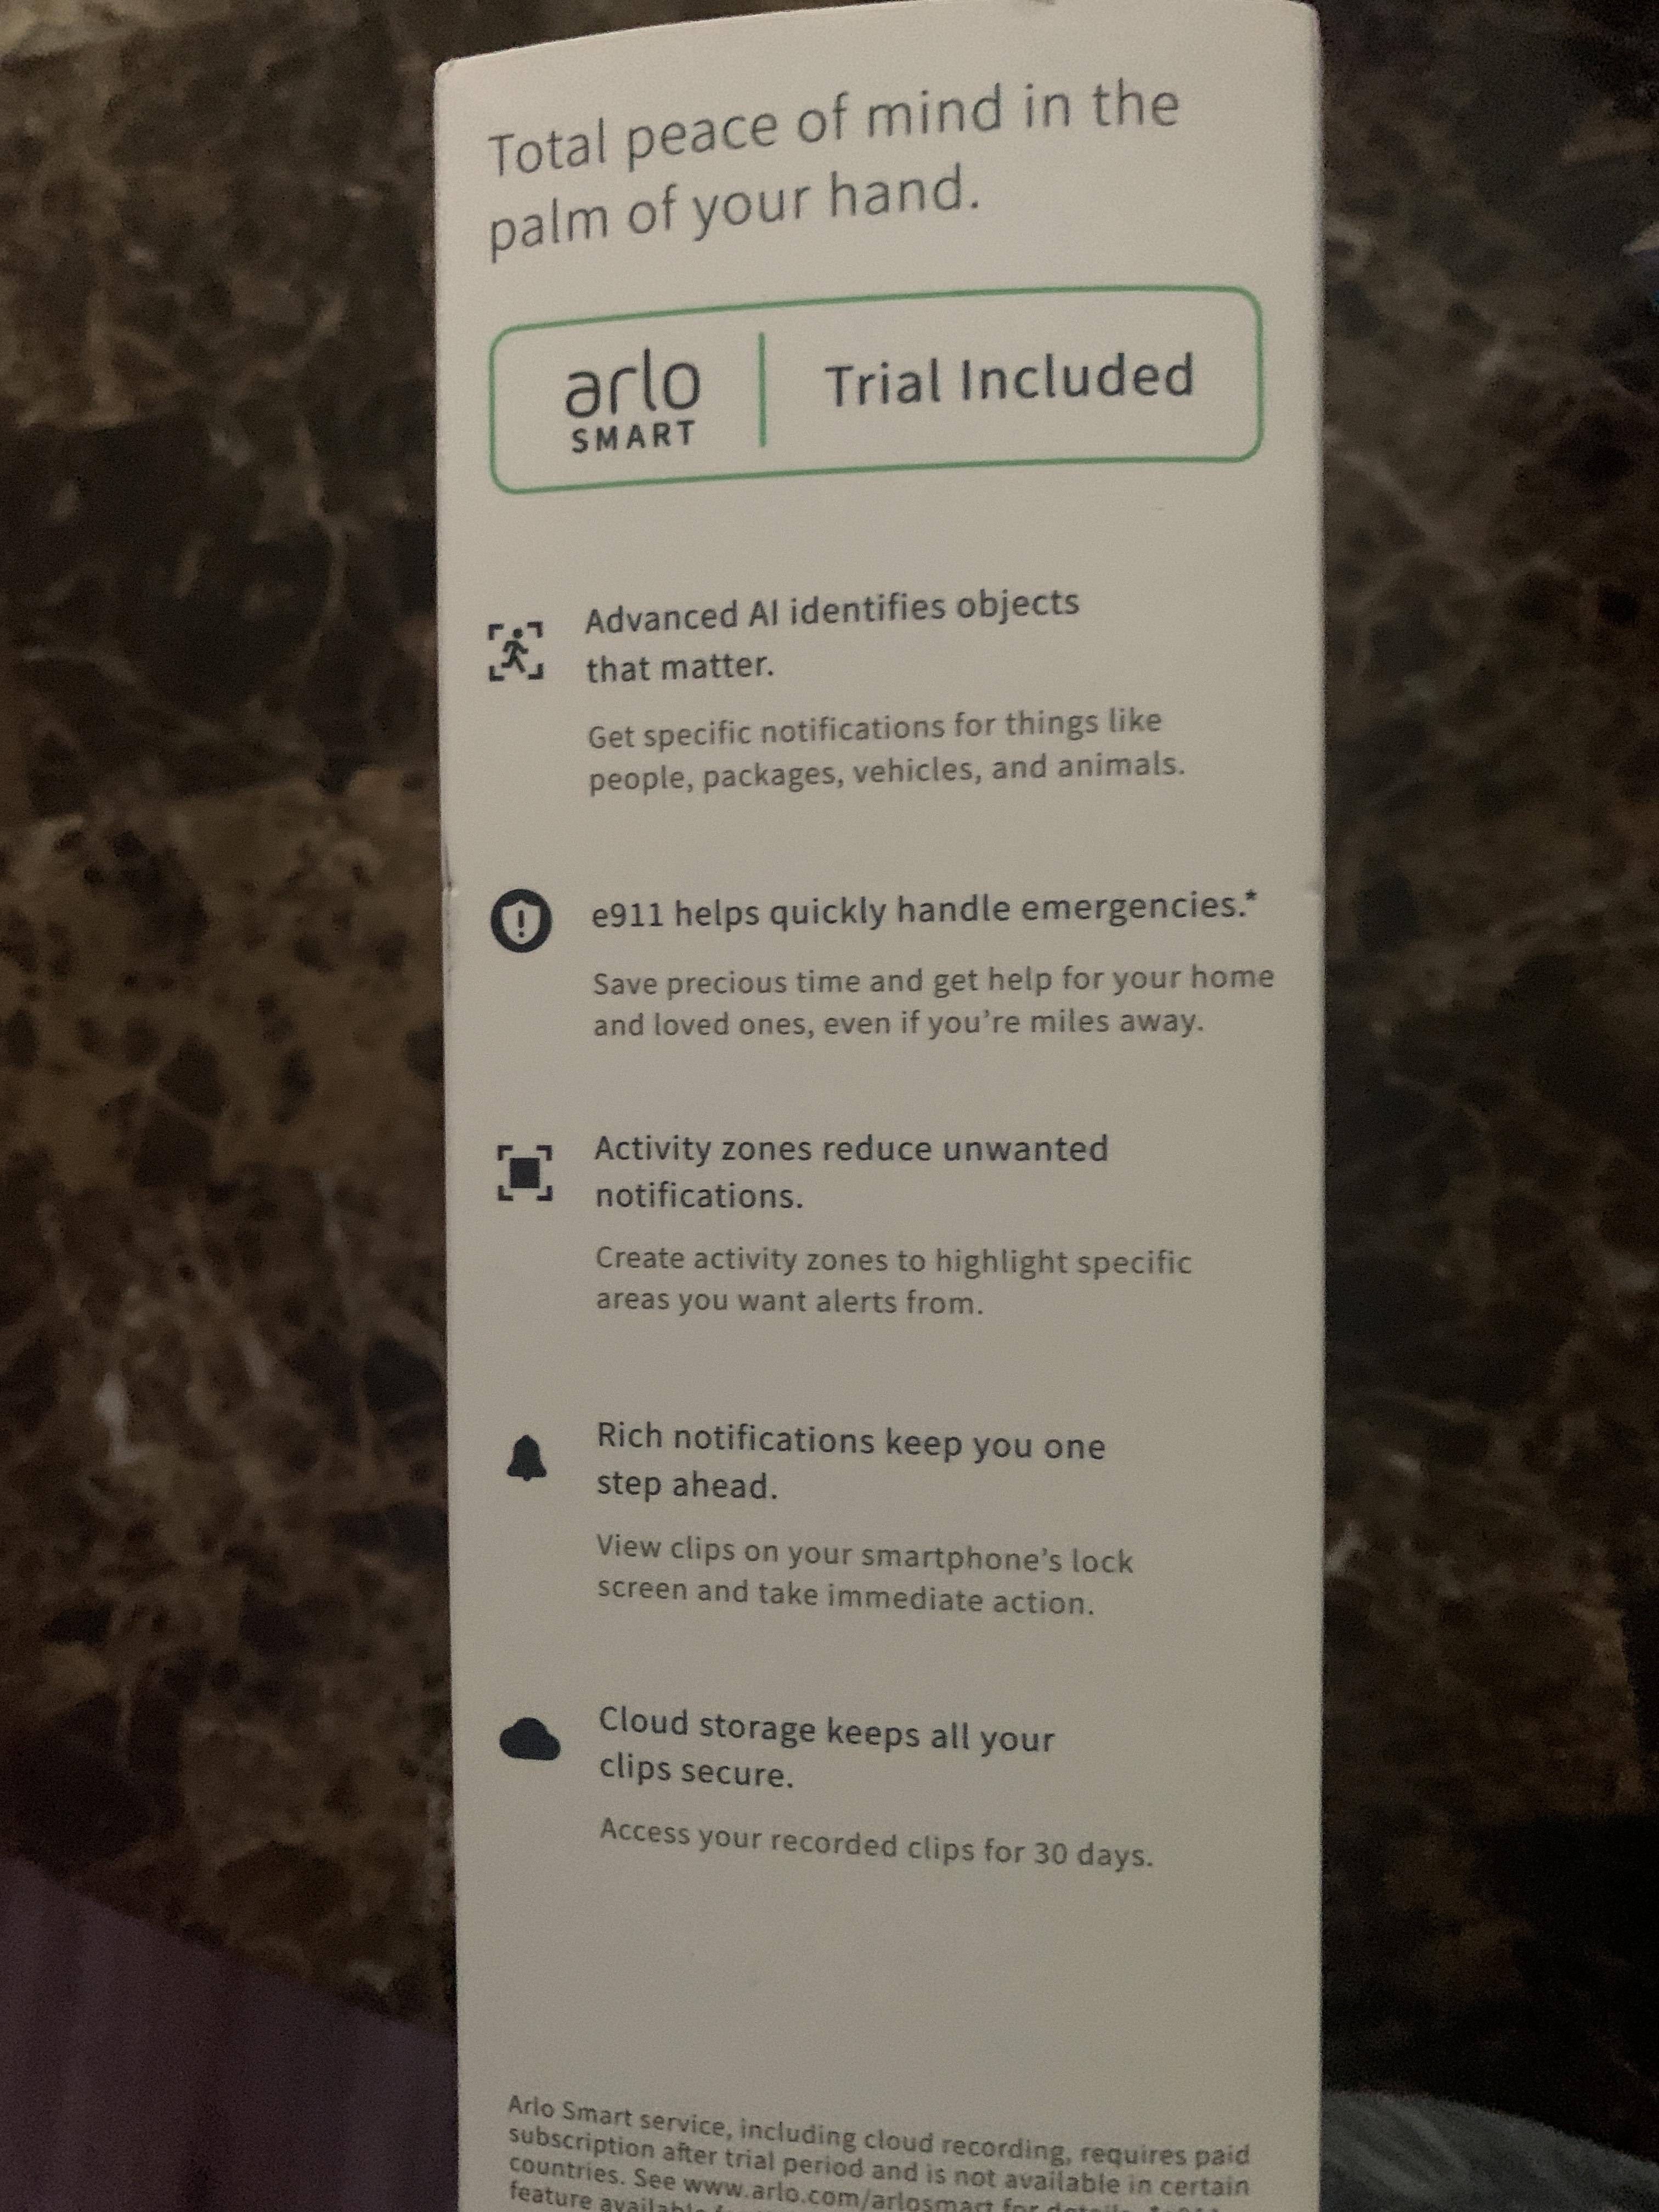 Total peace of mind in the
palm of your hand.
arlo
SMART
Trial Included
Advanced AI identifies objects
that matter.
Get specific notifications for things like
people, packages, vehicles, and animals.
e911 helps quickly handle emergencies.*
Save precious time and get help for your home
and loved ones, even if you're miles away.
Activity zones reduce unwanted
notifications.
Create activity zones to highlight specific
areas you want alerts from.
Rich notifications keep you one
step ahead.
View clips on your smartphone's lock
screen and take immediate action.
Cloud storage keeps all your
clips secure.
Access your recorded clips for 30 days.
Arlo Smart service, including cloud recording, requires paid
subscription after trial period and is not available in certain
countries. See www.arlo.com/arlosmart for details.
feature available